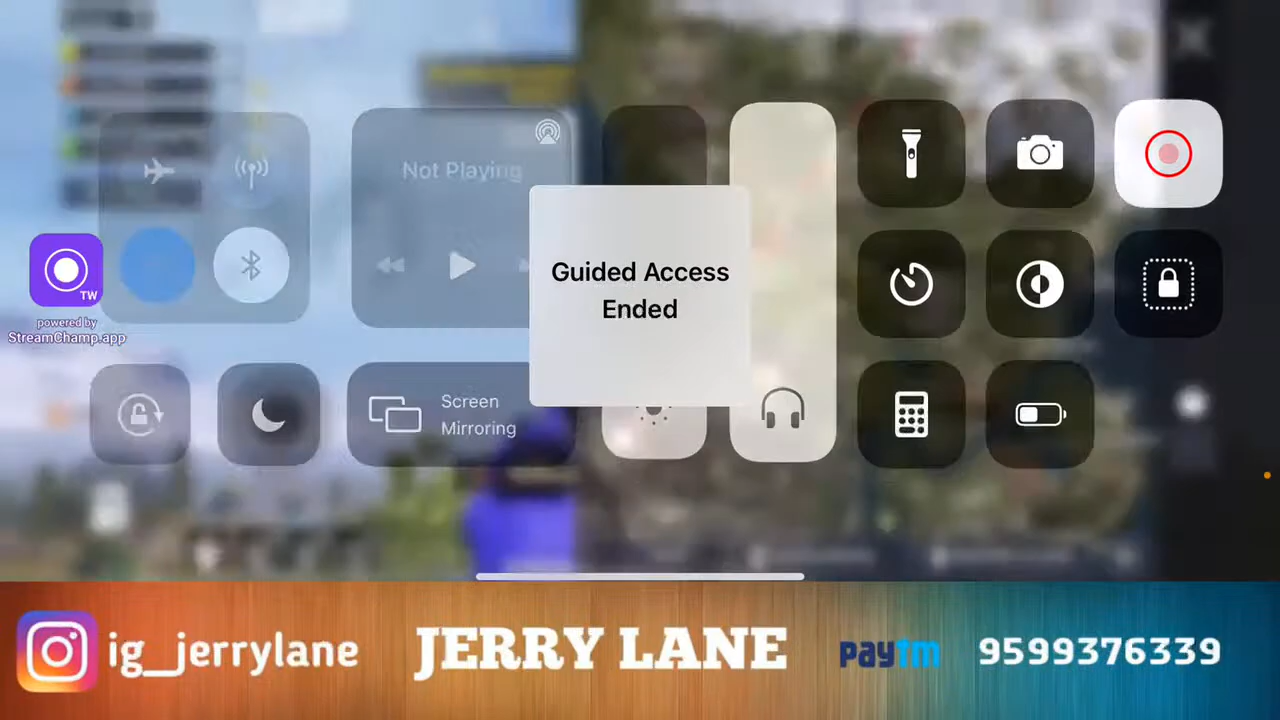 Not Playing
Guided Access
Ended
TW
powered by
StreamChamp.app
Screen
Mirroring
ig_jerrylane
JERRY LANE
paytm
9599376339